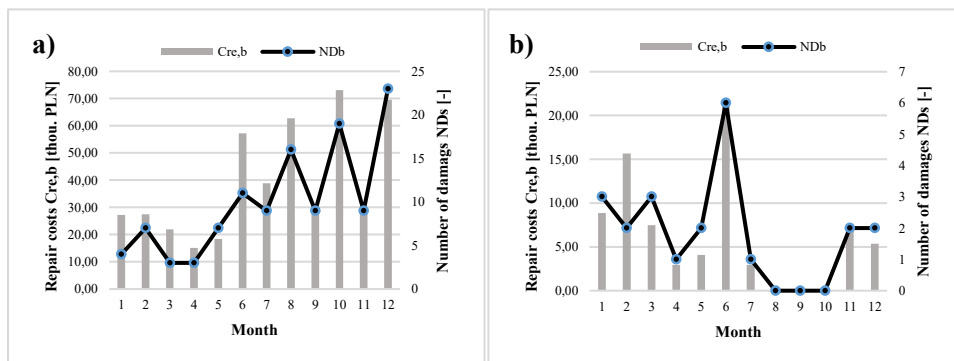 a)
Cre,b NDb
80,00
70,00
60,00
50,00
40,00
30,00
20,00
10,00
0,00
Repair costs Cre,b [thou. PLN]
25
20
15
10
5
0
Number of damags NDs [-]
1 2 3 4 5 6 7 8 9 10 11 12
Month
b)
Cre,b NDb
25,00
20,00
15,00
10,00
5,00
0,00
Repair costs Cre,b [thou. PLN]
7
6
5
4
3
2
1
0
Number of damages NDs [-]
1 2 3 4 5 6 7 8 9 10 11 12
Month